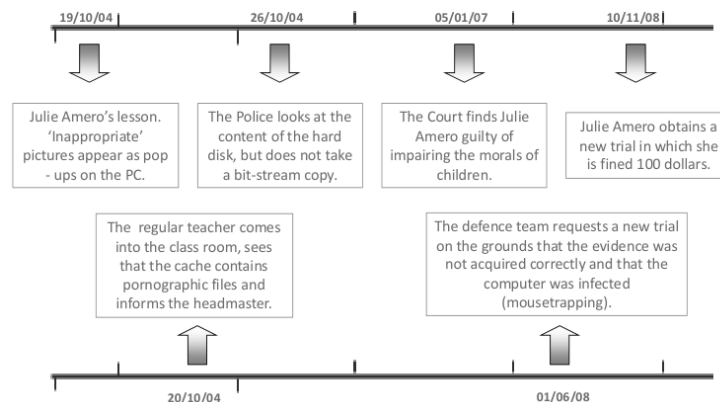 19/10/04 26/10/04 05/01/07 10/11/08
Julie Amero's lesson.
'Inappropriate'
pictures appear as pop
- ups on the PC.
The Police looks at the
content of the hard
disk, but does not take
a bit-stream copy.
The Court finds Julie
Amero guilty of
impairing the morals of
children.
Julie Amero obtains a
new trial in which she
is fined 100 dollars.
The regular teacher comes
into the class room, sees
that the cache contains
pornographic files and
informs the headmaster.
The defence team requests a new trial
on the grounds that the evidence was
not acquired correctly and that the
computer was infected
(mousetrapping).
20/10/04 01/06/08